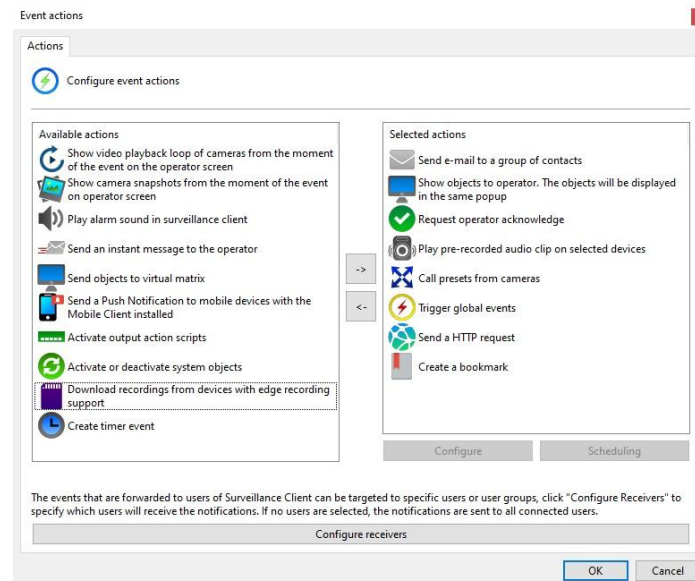 Event actions
Actions
Configure event actions
Available actions
Show video playback loop of cameras from the moment
of the event on the operator screen
Show camera snapshots from the moment of the event
on operator screen
Play alarm sound in surveillance client
Send an instant message to the operator
Send objects to virtual matrix
Send a Push Notification to mobile devices with the
Mobile Client installed
Activate output action scripts
Activate or deactivate system objects
Download recordings from devices with edge recording
support
Create timer event
->
<-
Selected actions
Send e-mail to a group of contacts
Show objects to operator. The objects will be displayed
in the same popup
Request operator acknowledge
Play pre-recorded audio clip on selected devices
Call presets from cameras
Trigger global events
Send a HTTP request
Create a bookmark
Configure
Scheduling
The events that are forwarded to users of Surveillance Client can be targeted to specific users or user groups, click "Configure Receivers" to
specify which users will receive the notifications. If no users are selected, the notifications are sent to all connected users.
Configure receivers
OK
Cancel